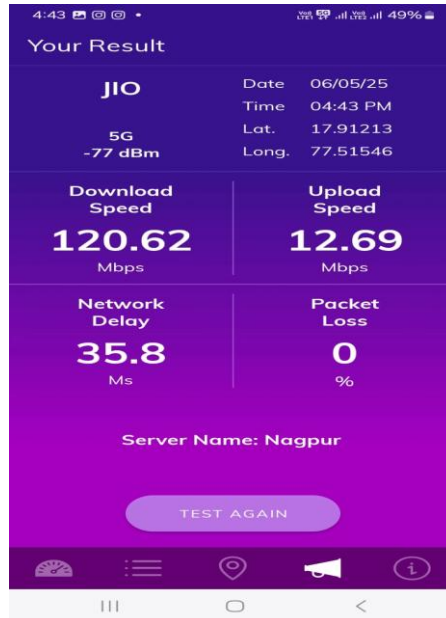 4:43
49%
Your Result
JIO
5G
-77 dBm
Date 06/05/25
Time 04:43 PM
Lat. 17.91213
Long. 77.51546
Download
Speed
120.62
Mbps
Upload
Speed
12.69
Mbps
Network
Delay
35.8
Ms
Packet
Loss
0
%
Server Name: Nagpur
TEST AGAIN